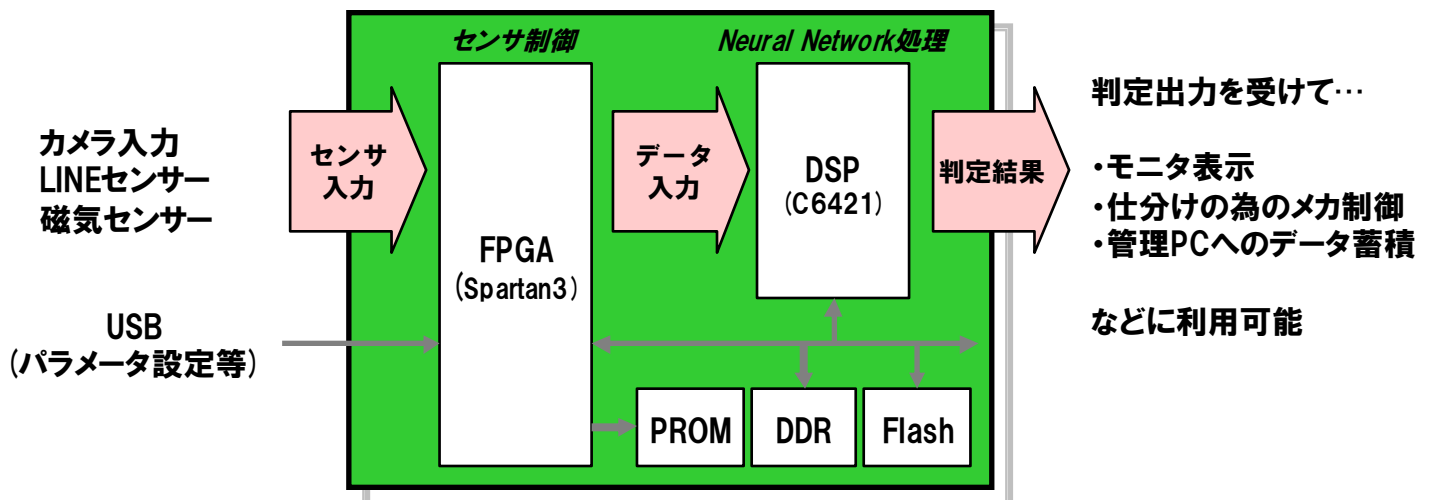 センサ制御
Neural Network処理
カメラ入力
LINEセンサー
磁気センサー
センサ
入力
データ
入力
DSP
(C6421)
判定結果
判定出力を受けて…
・モニタ表示
・仕分けの為のメカ制御
・管理PCへのデータ蓄積
などに利用可能
FPGA
(Spartan3)
USB
(パラメータ設定等)
PROM
DDR
Flash